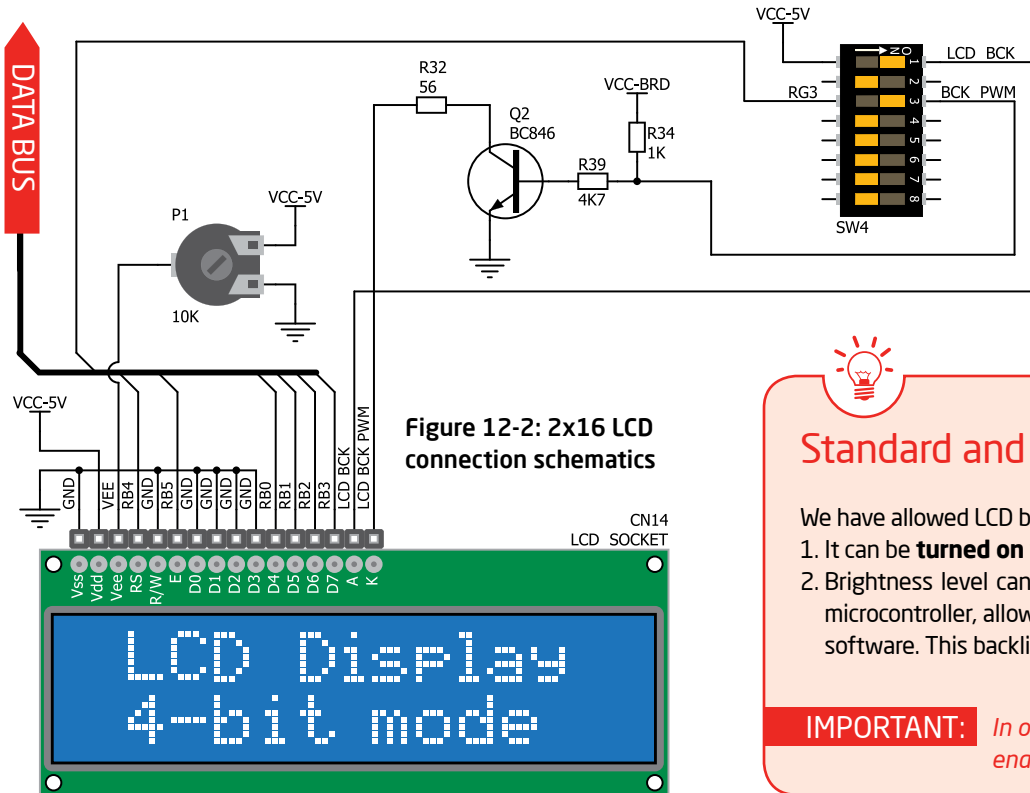 VCC-5V
LCD BCK
RG3
BCK PWM
O N
1
2
3
4
5
6
7
8
SW4
DATA BUS
R32
56
Q2
BC846
VCC-BRD
R34
1K
R39
4K7
P1
VCC-5V
10K
VCC-5V
Figure 12-2: 2x16 LCD
connection schematics
GND
VEE
RB4
GND
RB5
GND
GND
GND
GND
RB0
RB1
RB2
RB3
LCD BCK
LCD BCK PWM
CN14
LCD SOCKET
Vss
Vdd
Vee
RS
R/W
E
D0
D1
D2
D3
D4
D5
D6
D7
A
K
LCD Display
4-bit mode
Standard and
We have allowed LCD b
1. It can be turned on
2. Brightness level can
microcontroller, allow
software. This backli
IMPORTANT: In o
ena